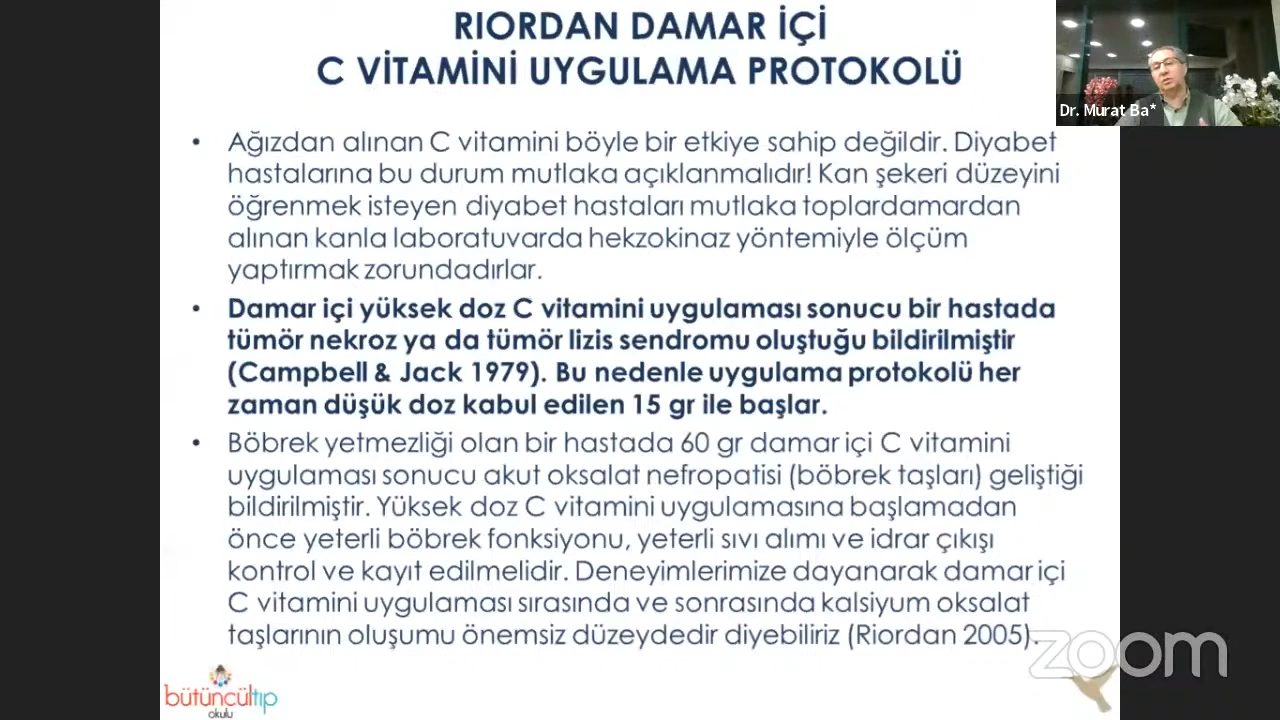 RIORDAN DAMAR İÇİ
C VİTAMİNİ UYGULAMA PROTOKOLÜ
Dr. Murat Ba*
• Ağızdan alınan C vitamini böyle bir etkiye sahip değildir. Diyabet
hastalarına bu durum mutlaka açıklanmalıdır! Kan şekeri düzeyini
öğrenmek isteyen diyabet hastaları mutlaka toplardamardan
alınan kanla laboratuvarda hekzokinaz yöntemiyle ölçüm
yaptırmak zorundadırlar.
• Damar içi yüksek doz C vitamini uygulaması sonucu bir hastada
tümör nekroz ya da tümör lizis sendromu oluştuğu bildirilmiştir
(Campbell & Jack 1979). Bu nedenle uygulama protokolü her
zaman düşük doz kabul edilen 15 gr ile başlar.
• Böbrek yetmezliği olan bir hastada 60 gr damar içi C vitamini
uygulaması sonucu akut oksalat nefropatisi (böbrek taşları) geliştiği
bildirilmiştir. Yüksek doz C vitamini uygulamasına başlamadan
önce yeterli böbrek fonksiyonu, yeterli sıvı alımı ve idrar çıkışı
kontrol ve kayıt edilmelidir. Deneyimlerimize dayanarak damar içi
C vitamini uygulaması sırasında ve sonrasında kalsiyum oksalat
taşlarının oluşumu önemsiz düzeydedir diyebiliriz (Riordan 2005).
zoom
bütüncültıp
okulu